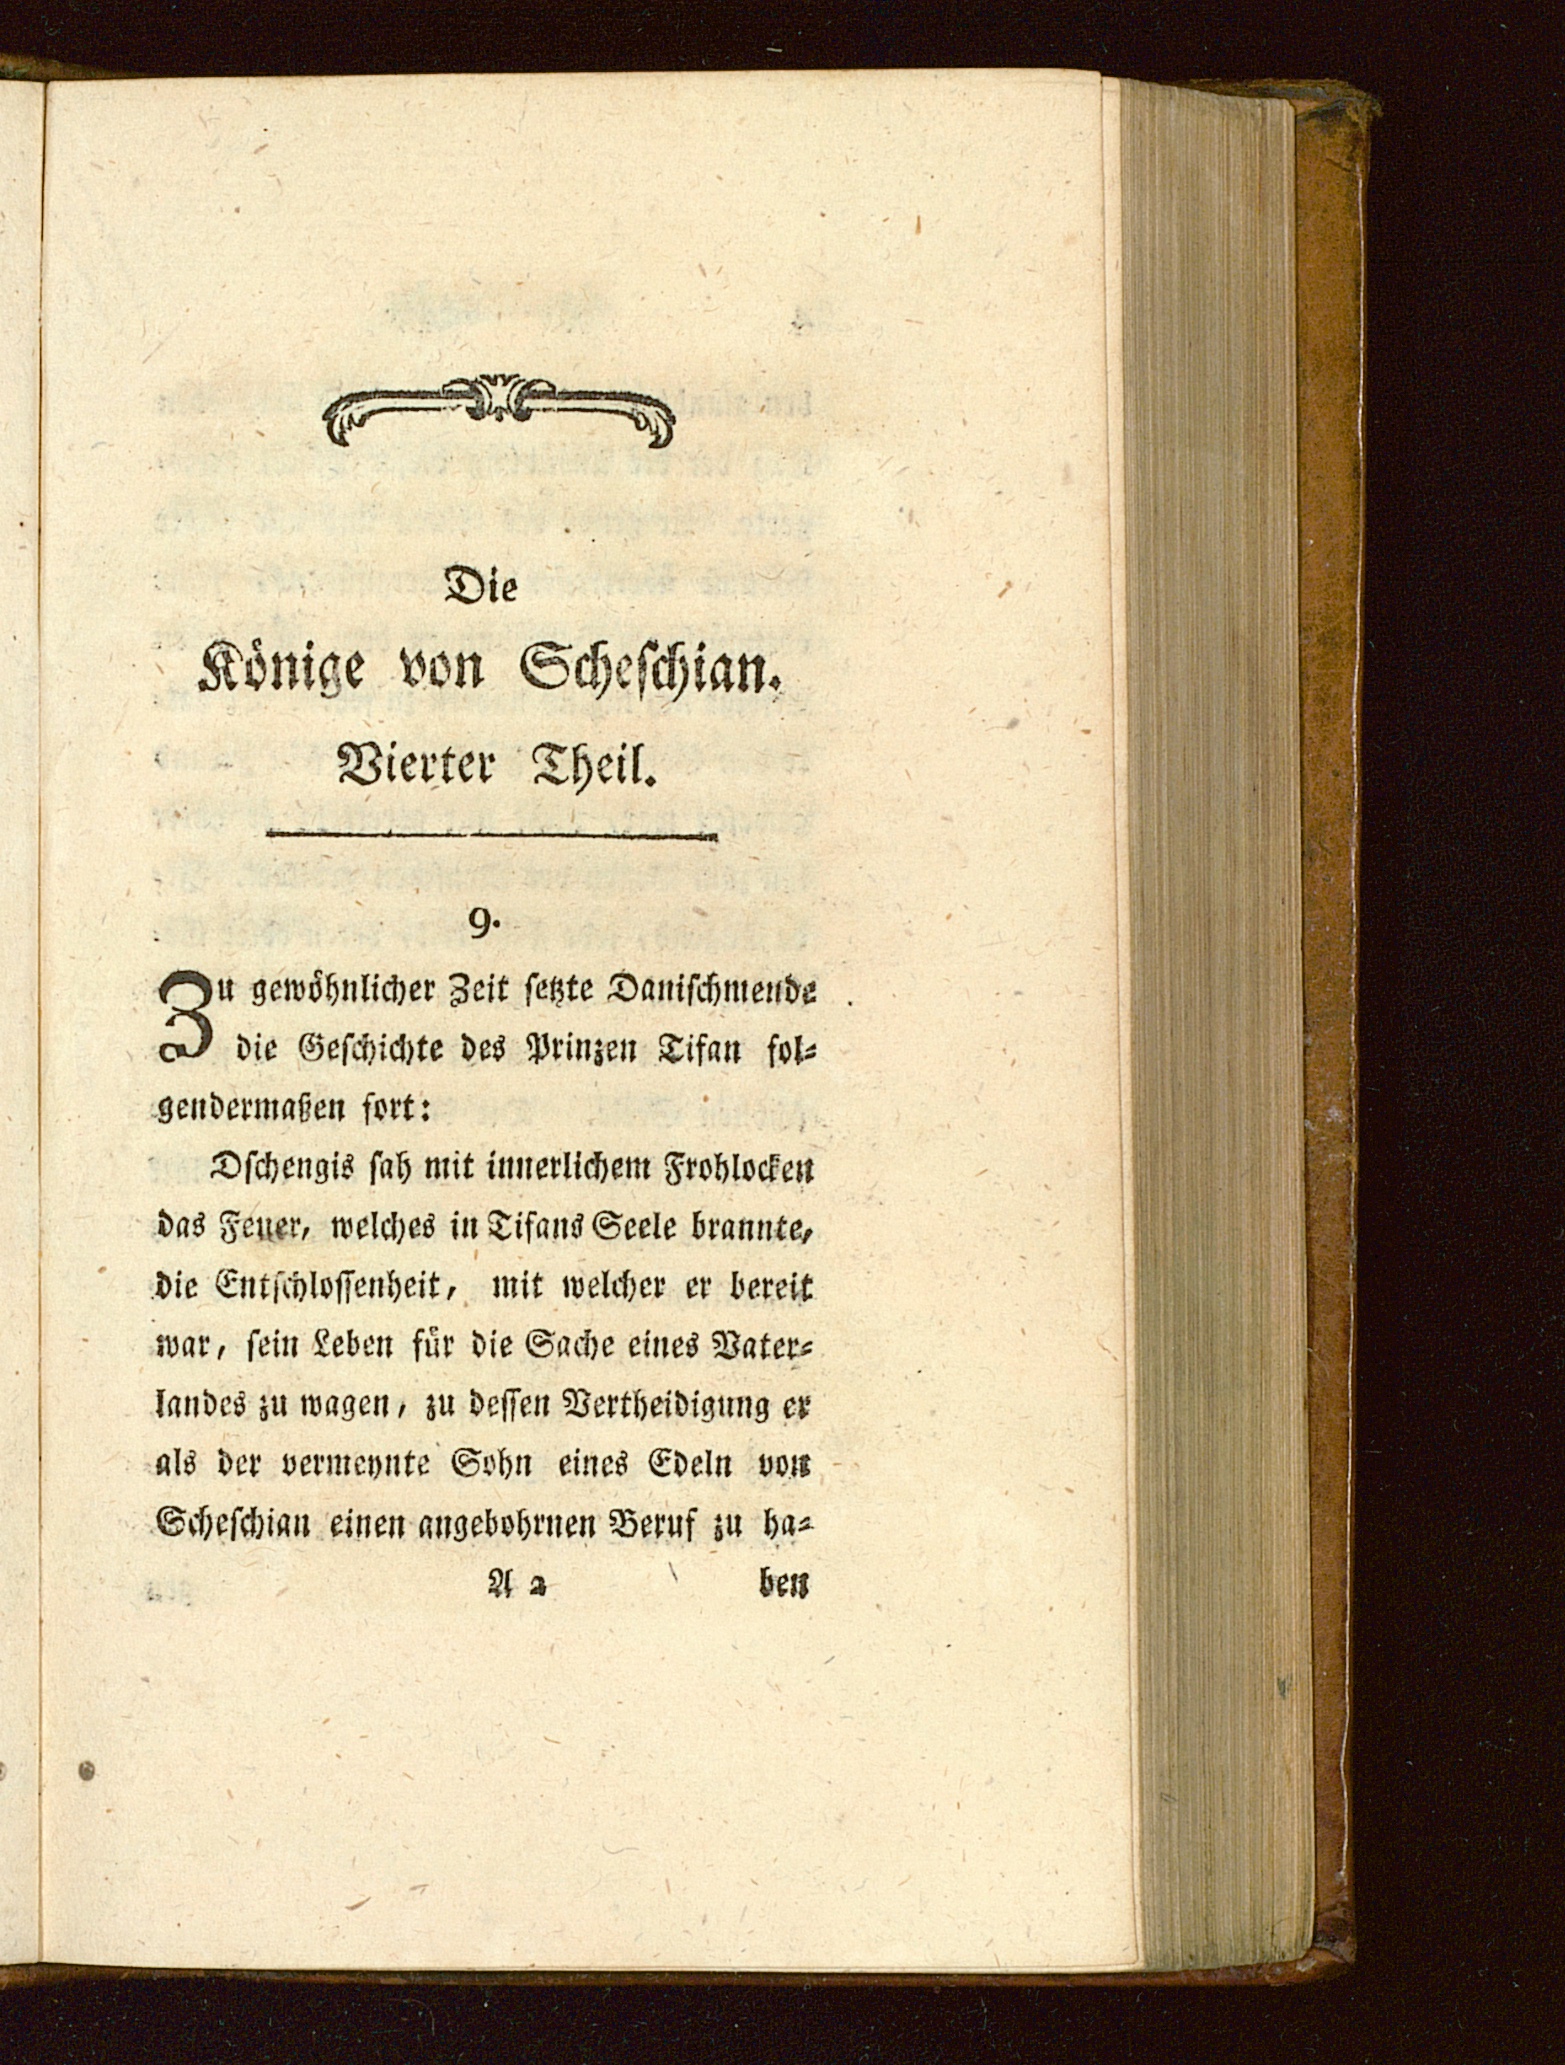 Die
Könige von Scheſchian.
Vierter Theil.
9.
Zu gewöhnlicher Zeit ſetzte Daniſchmende
die Geſchichte des Prinzen Tifan fol⸗
gendermaßen fort:
Dſchengis ſah mit innerlichem Frohlocken
das Feuer, welches in Tifans Seele brannte,
die Entſchloſſenheit, mit welcher er bereit
war, ſein Leben für die Sache eines Vater⸗
landes zu wagen, zu deſſen Vertheidigung er
als der vermeynte Sohn eines Edeln von
Scheſchian einen angebohrnen Beruf zu ha⸗
A a ben